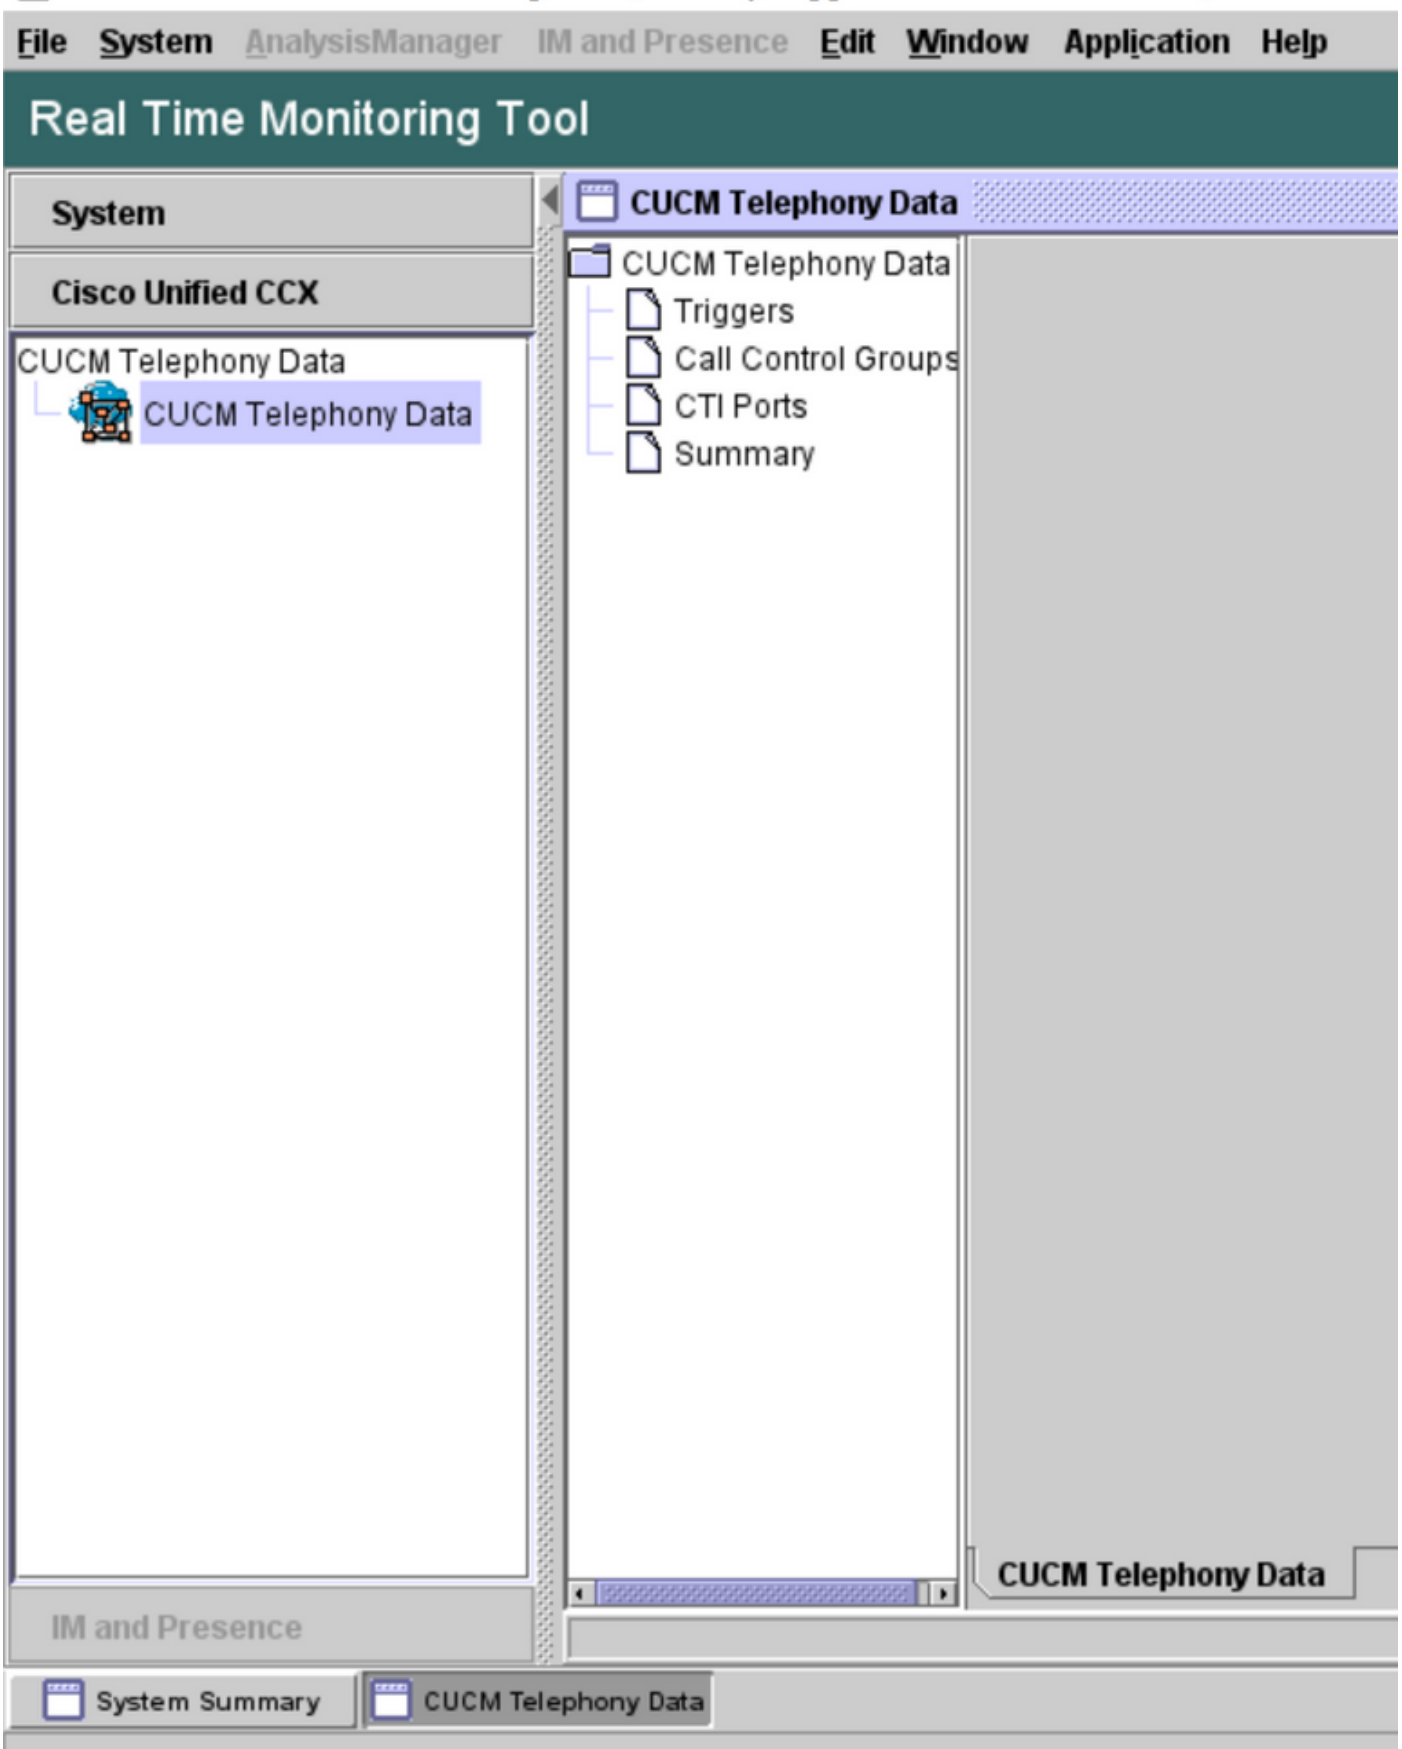 File System AnalysisManager IM and Presence Edit Window Application Help
Real Time Monitoring Tool
System
Cisco Unified CCX
CUCM Telephony Data
CUCM Telephony Data
IM and Presence
CUCM Telephony Data
CUCM Telephony Data
Triggers
Call Control Groups
CTI Ports
Summary
CUCM Telephony Data
System Summary
CUCM Telephony Data